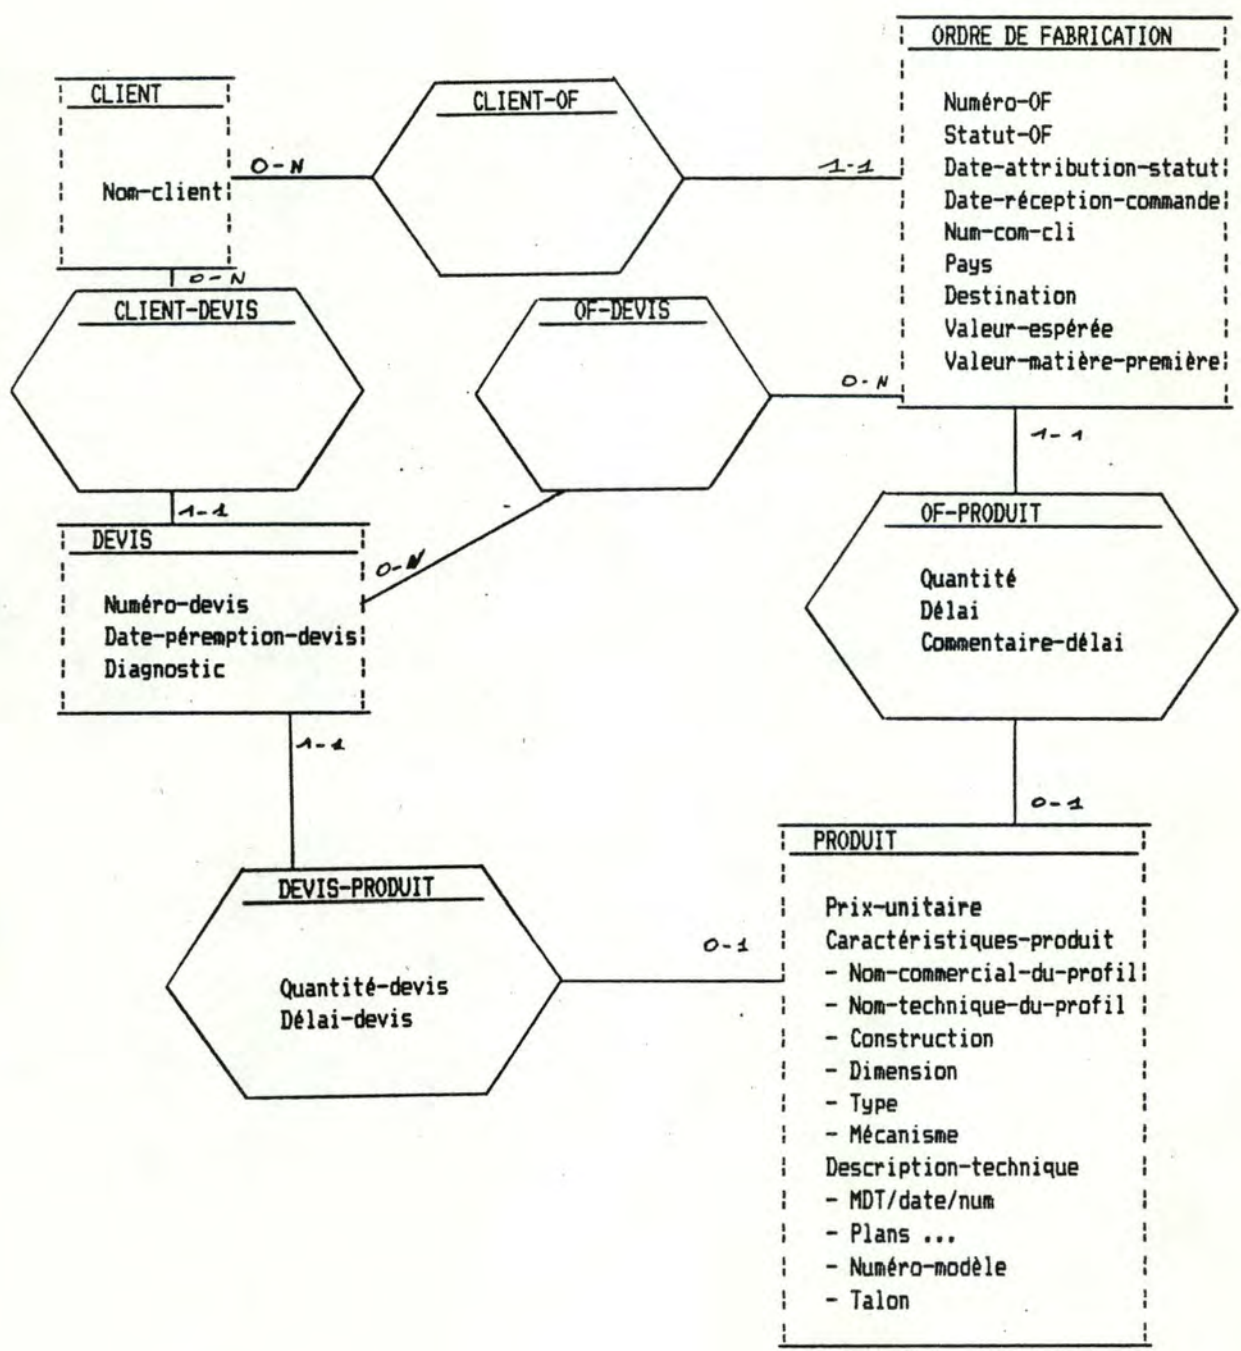 ORDRE DE FABRICATION
Numéro-OF
Statut-OF
Date-attribution-statut
Date-réception-commande
Num-com-cli
Pays
Destination
Valeur-espérée
Valeur-matière-première
CLIENT
Nom-client
CLIENT-OF
0-N
1-1
0-N
CLIENT-DEVIS
OF-DEVIS
0-N
1-1
1-1
DEVIS
Numéro-devis
Date-péremption-devis
Diagnostic
0-N
OF-PRODUIT
Quantité
Délai
Commentaire-délai
1-1
0-1
DEVIS-PRODUIT
Quantité-devis
Délai-devis
0-1
PRODUIT
Prix-unitaire
Caractéristiques-produit
- Nom-commercial-du-profil
- Nom-technique-du-profil
- Construction
- Dimension
- Type
- Mécanisme
Description-technique
- MDT/date/num
- Plans ...
- Numéro-modèle
- Talon